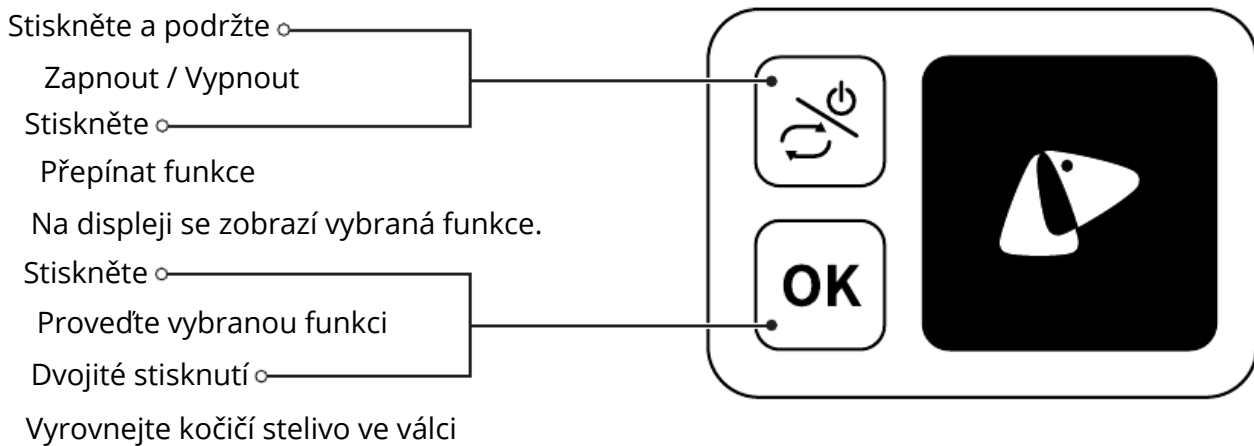 Stiskněte a podržte
Zapnout / Vypnout
Stiskněte
Přepínat funkce
Na displeji se zobrazí vybraná funkce.
Stiskněte
Proveďte vybranou funkci
Dvojité stisknutí
Vyrovnejte kočičí stelivo ve válci
OK